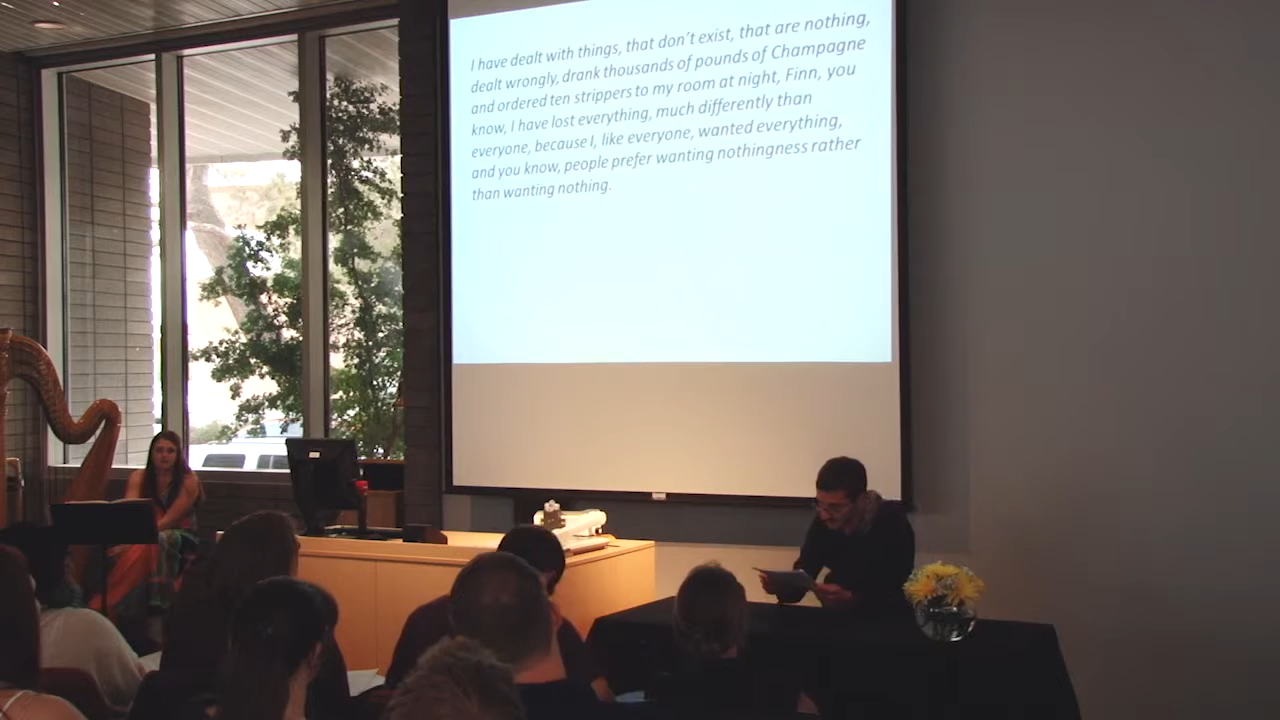 I have dealt with things, that don't exist, that are nothing,
dealt wrongly, drank thousands of pounds of Champagne
and ordered ten strippers to my room at night, Finn, you
know, I have lost everything, much differently than
everyone, because I, like everyone, wanted everything,
and you know, people prefer wanting nothingness rather
than wanting nothing.